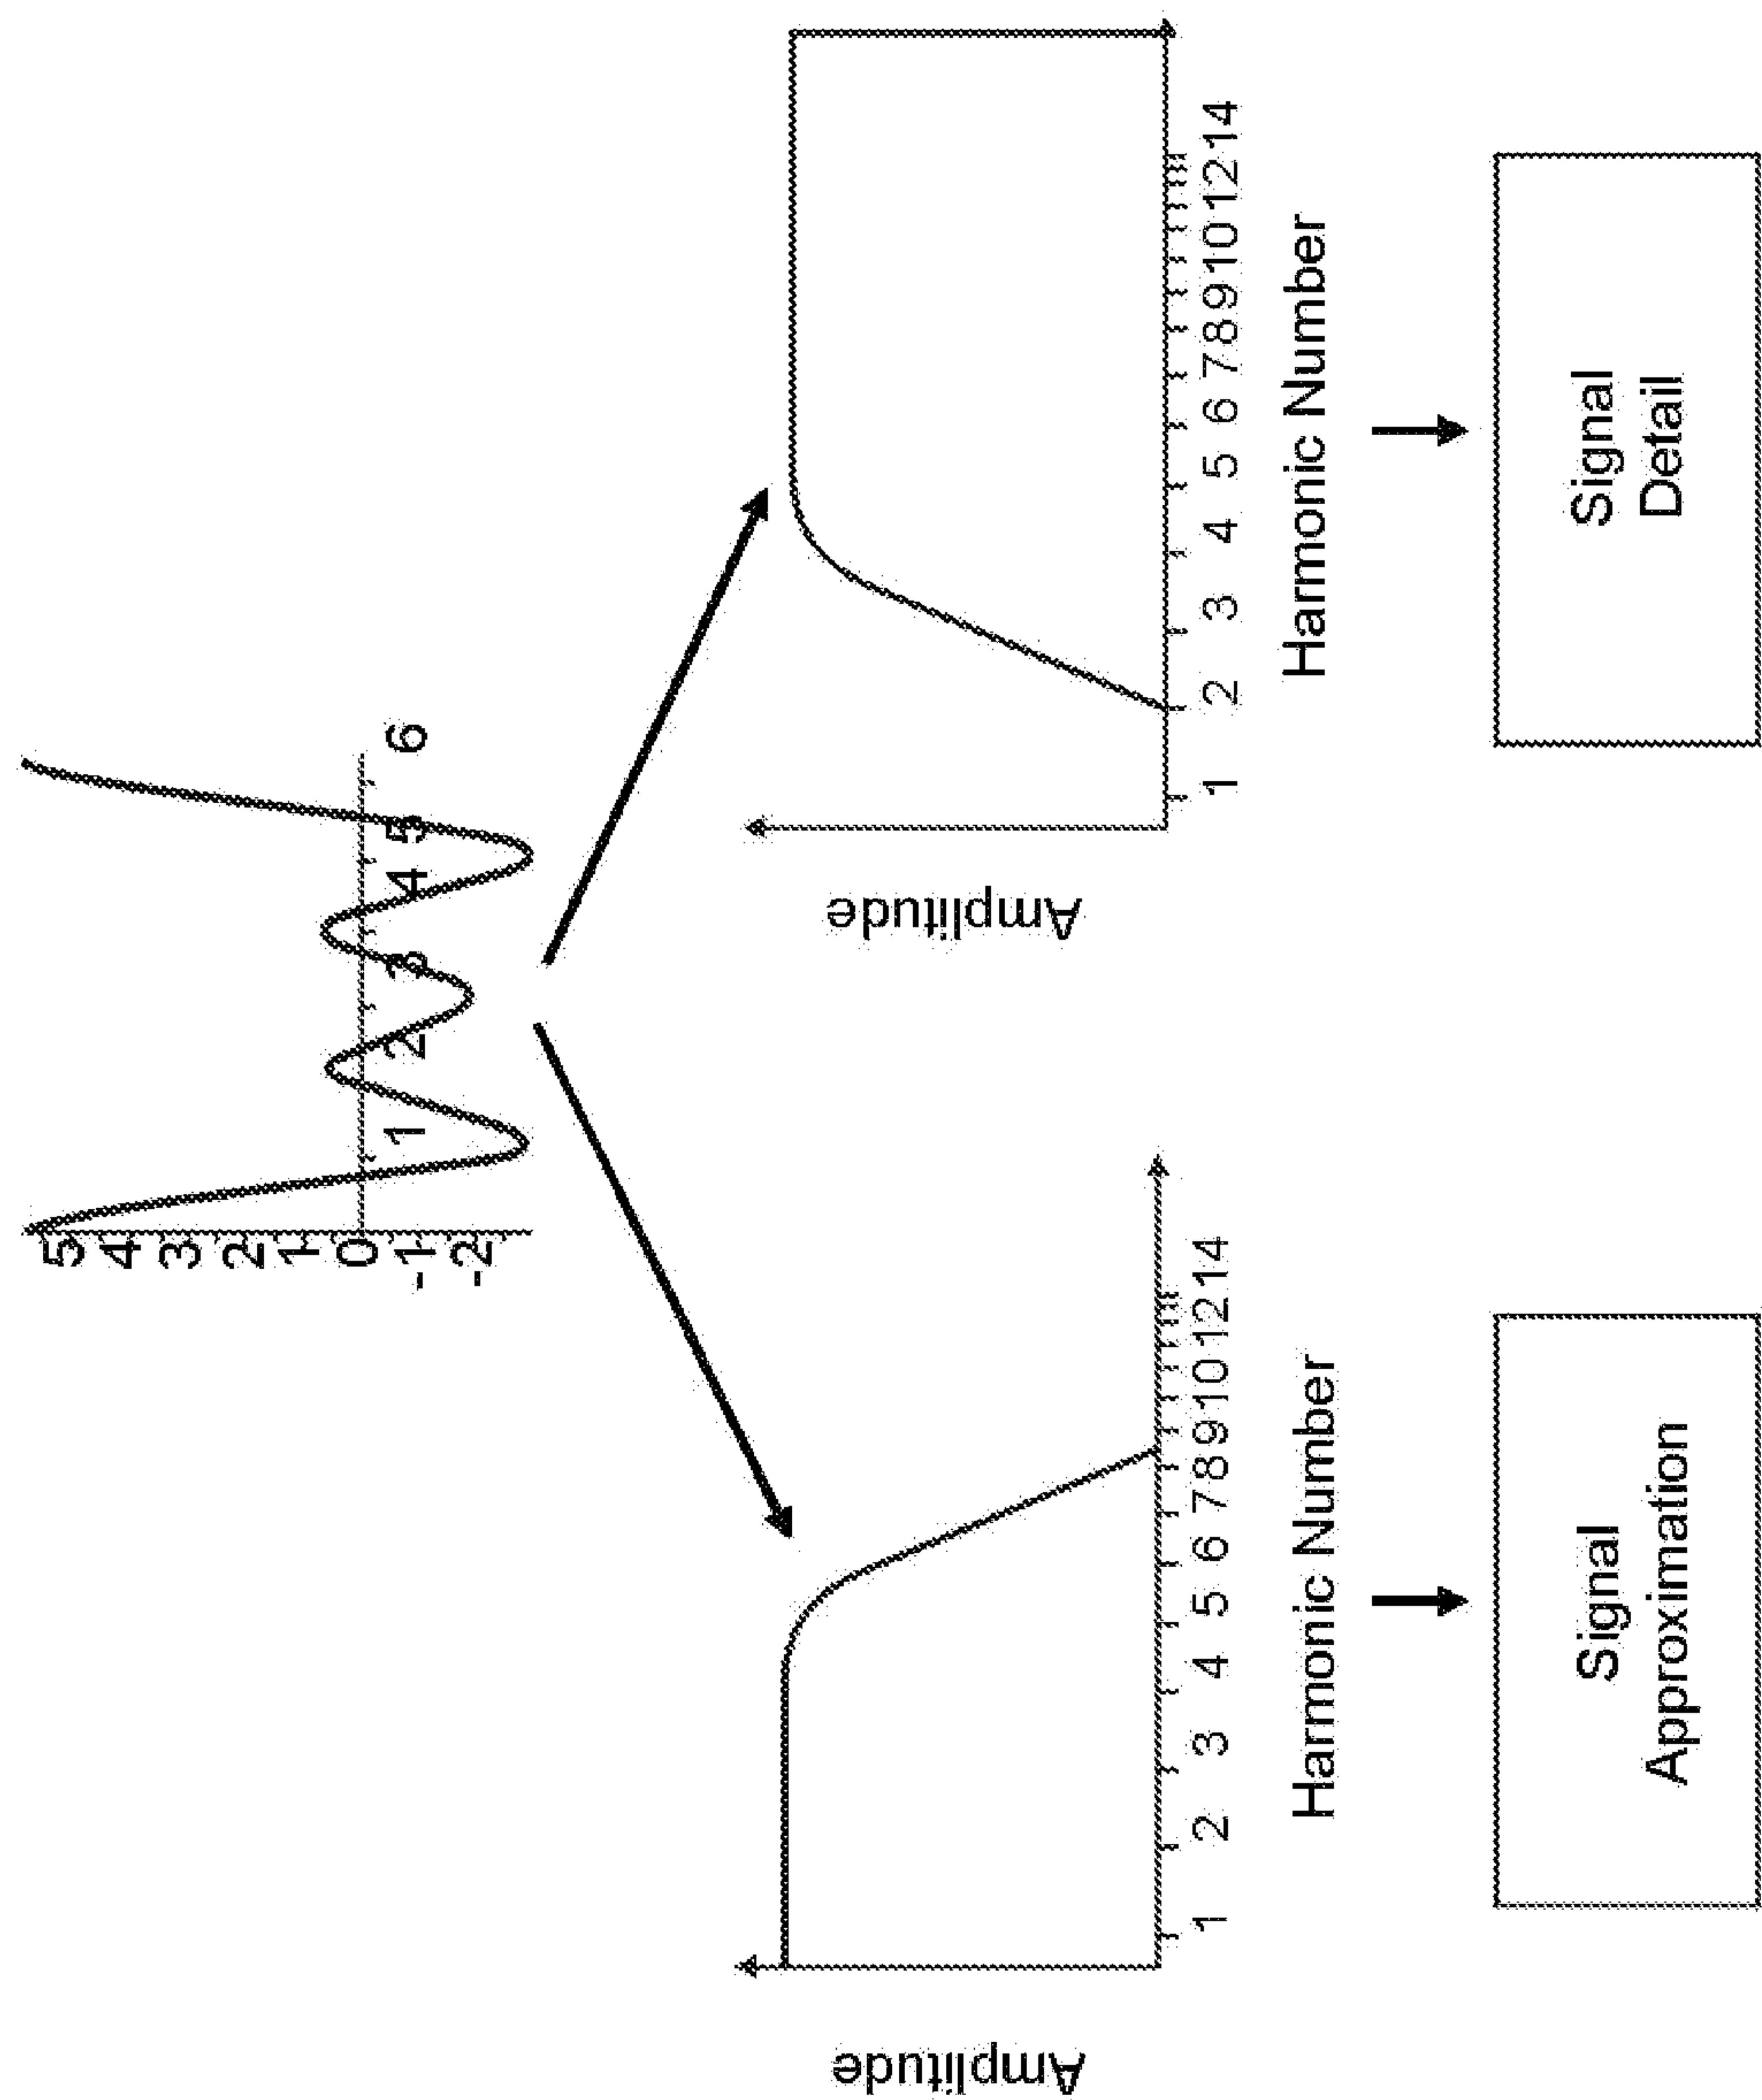 5
4
3
2
1
0
-1
-2
1 2 3 4 5 6
Amplitude
1 2 3 4 5 6 7 8 9 10 12 14
Harmonic Number
Signal
Approximation
Amplitude
1 2 3 4 5 6 7 8 9 10 12 14
Harmonic Number
Signal
Detail